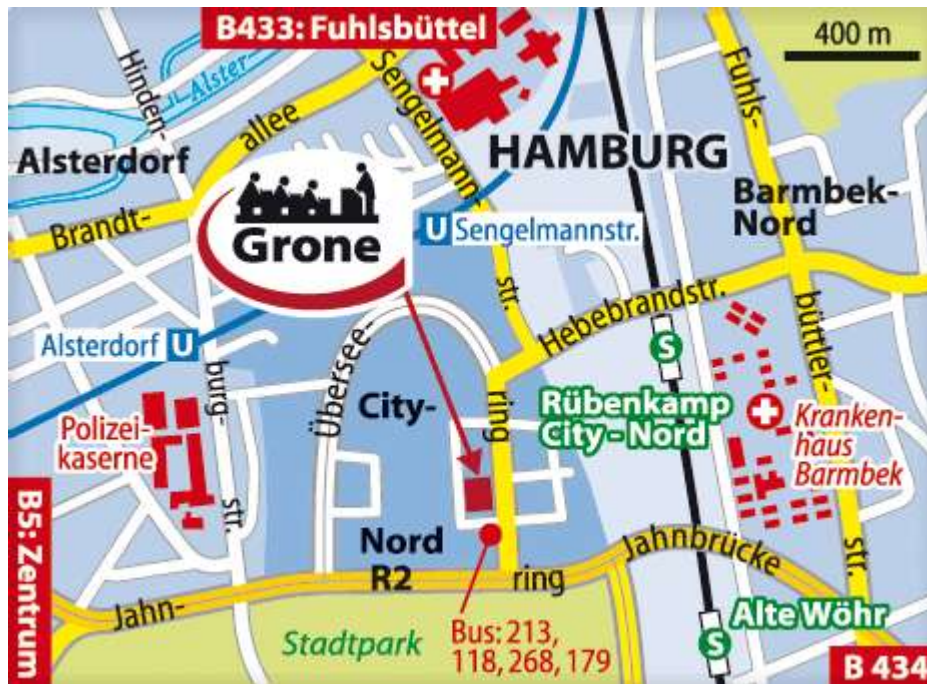 B433: Fuhlsbüttel
400 m
Hinden-
Alster
allee
Sengelmann-
Fuhls-
HAMBURG
Alsterdorf
Barmbek-
Nord
Brandt-
Grone
U Sengelmannstr.
str.
Hebebrandstr.
büttler-
Alsterdorf U
Übersee-
burg-
S
City-
ring
Rübenkamp
City - Nord
Polizei-
kaserne
Kranken-
haus
Barmbek
B5: Zentrum
str.
Nord
R2
ring
Jahnbrücke
str.
Jahn-
Stadtpark
Bus: 213,
118, 268, 179
Alte Wöhr
S
B 434